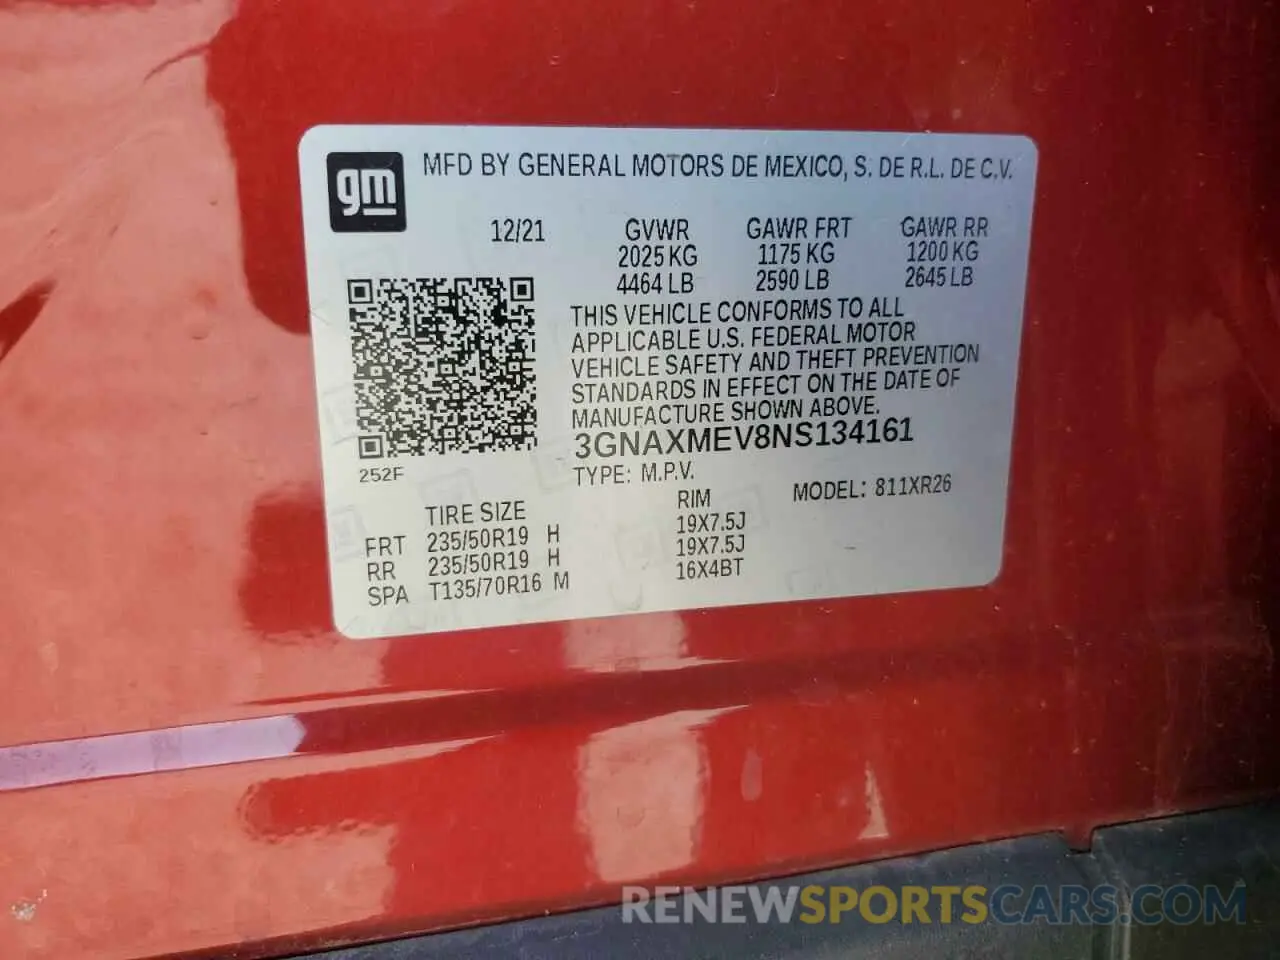 gm
MFD BY GENERAL MOTORS DE MEXICO, S. DE R.L. DE C.V.
12/21 GVWR GAWR FRT GAWR RR
2025 KG 1175 KG 1200 KG
4464 LB 2590 LB 2645 LB
THIS VEHICLE CONFORMS TO ALL
APPLICABLE U.S. FEDERAL MOTOR
VEHICLE SAFETY AND THEFT PREVENTION
STANDARDS IN EFFECT ON THE DATE OF
MANUFACTURE SHOWN ABOVE.
3GNAXMEV8NS134161
252F
TYPE: M.P.V. MODEL: 811XR26
TIRE SIZE RIM
FRT 235/50R19 H 19X7.5J
RR 235/50R19 H 19X7.5J
SPA T135/70R16 M 16X4BT
RENEWSPORTSCARS.COM